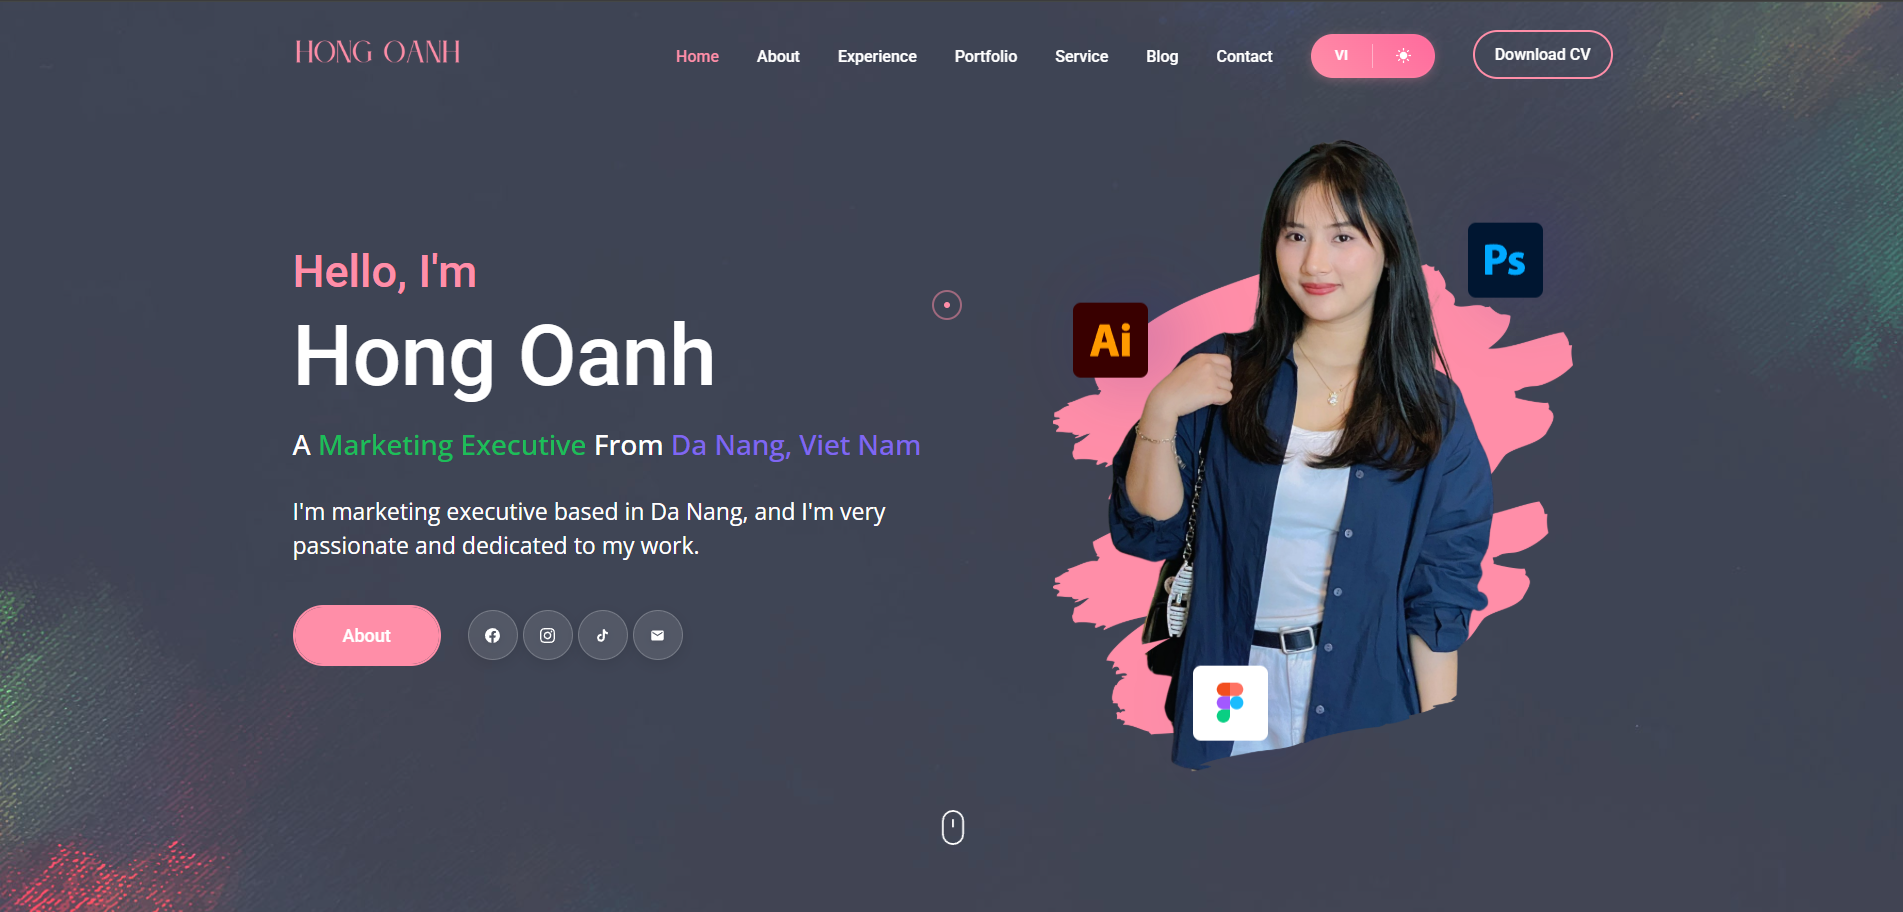 HONG OANH
Home About Experience Portfolio Service Blog Contact VI Download CV
Hello, I'm
Hong Oanh
A Marketing Executive From Da Nang, Viet Nam
I'm marketing executive based in Da Nang, and I'm very
passionate and dedicated to my work.
About
Ai
Ps